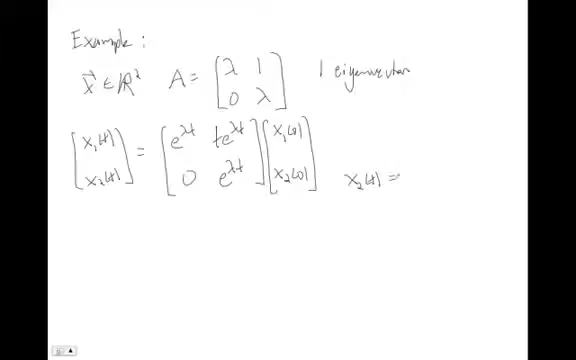 Example:
x⃗ ∈ ℝ² A = [λ 1; 0 λ] 1 eigenvector
[x₁(t); x₂(t)] = [e^{λt} te^{λt}; 0 e^{λt}] [x₁(0); x₂(0)] x₂(t) =